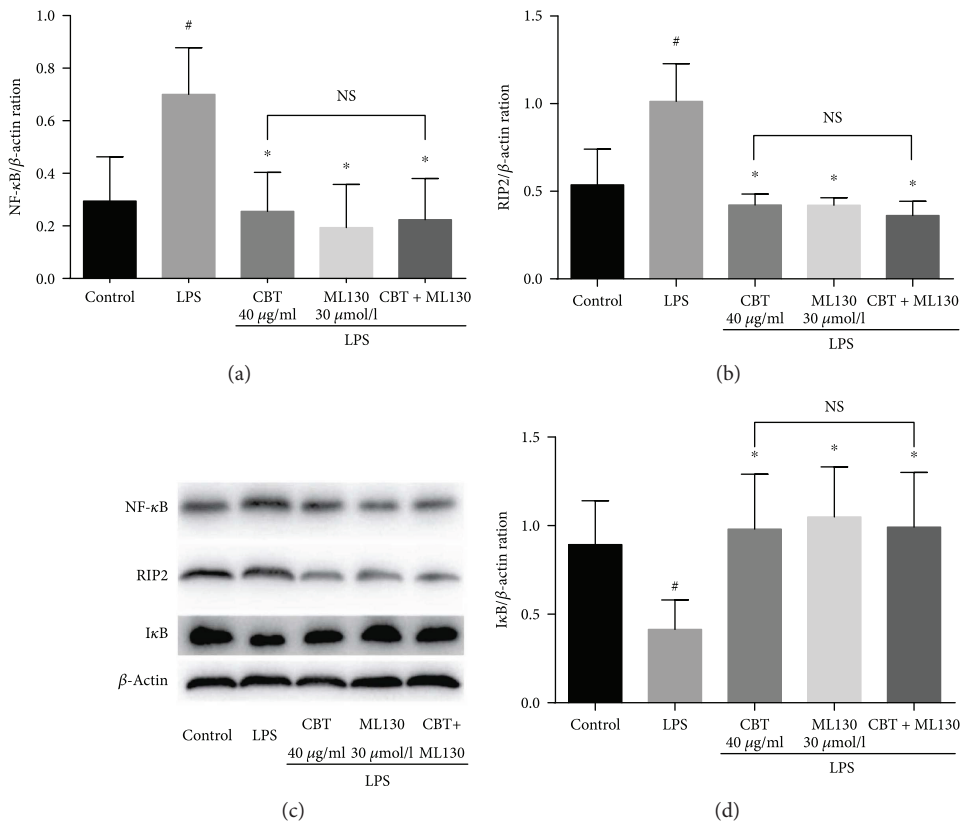 NF-κB/β-actin ration
1.0
0.8
0.6
0.4
0.2
0.0
#
NS
* * *
Control LPS CBT ML130 CBT + ML130
40 μg/ml 30 μmol/l
LPS
(a)
RIP2/β-actin ration
1.5
1.0
0.5
0.0
#
NS
* * *
Control LPS CBT ML130 CBT + ML130
40 μg/ml 30 μmol/l
LPS
(b)
NF-κB
RIP2
IκB
β-Actin
Control LPS CBT ML130 CBT+
40 μg/ml 30 μmol/l ML130
LPS
(c)
IκB/β-actin ration
1.5
1.0
0.5
0.0
#
NS
* * *
Control LPS CBT ML130 CBT + ML130
40 μg/ml 30 μmol/l
LPS
(d)